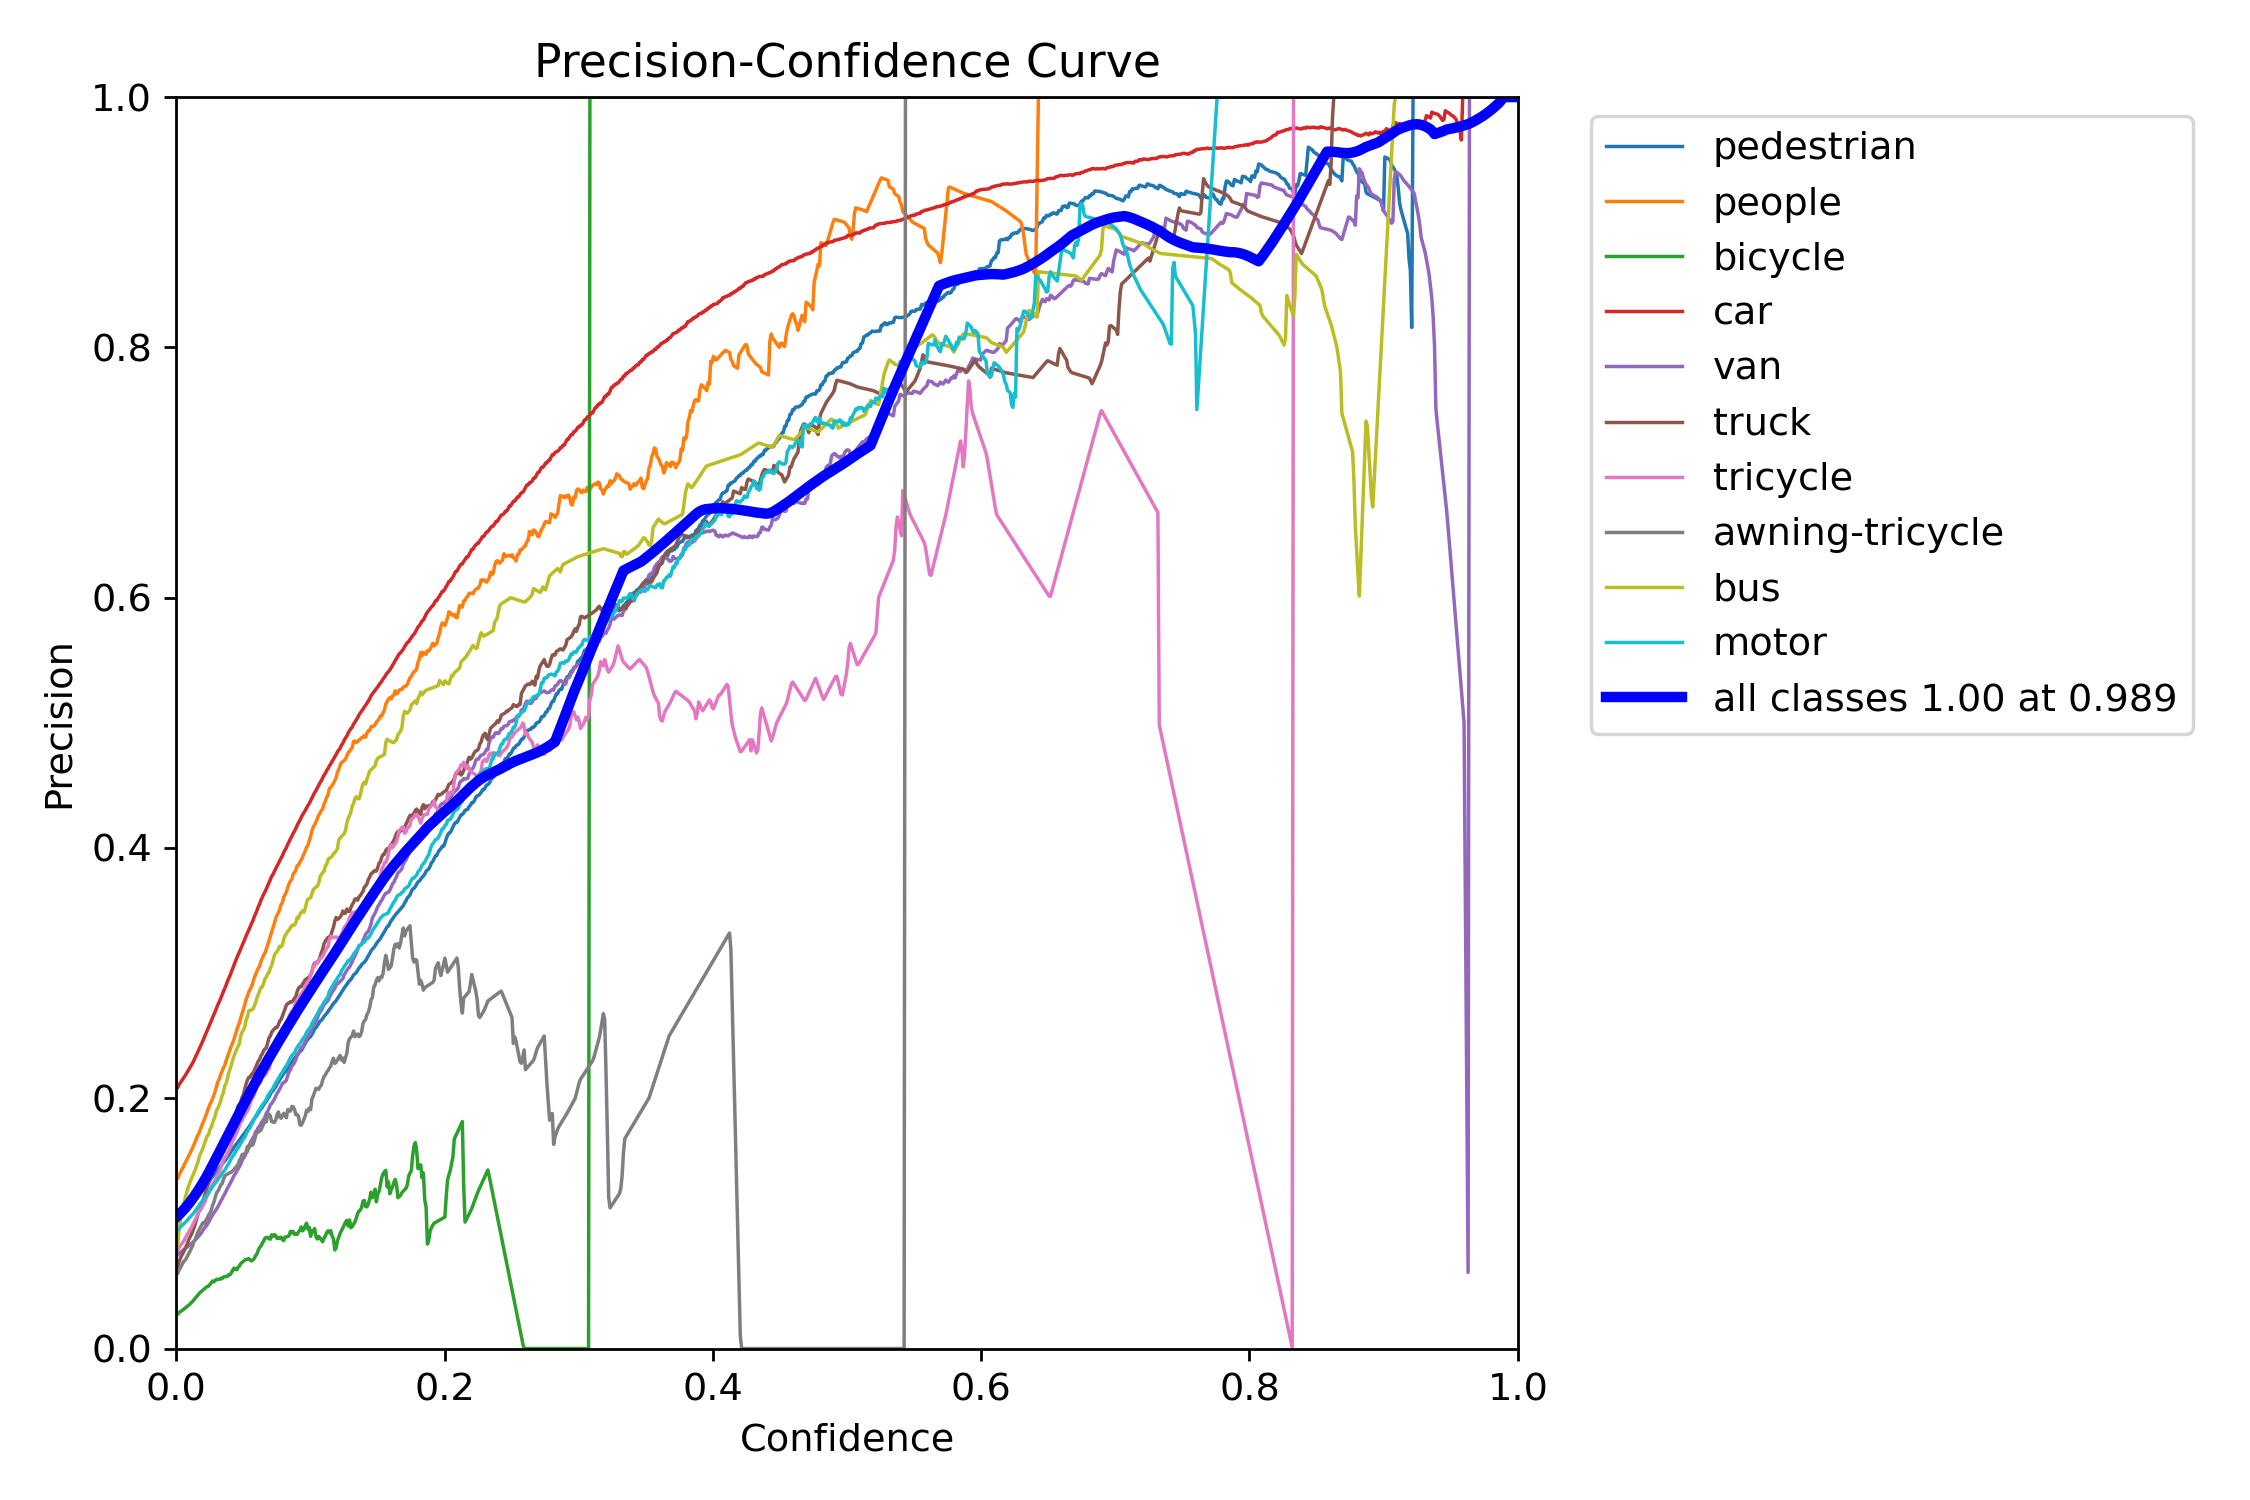 Precision-Confidence Curve
1.0
0.8
0.6
0.4
0.2
0.0
Precision
0.0 0.2 0.4 0.6 0.8 1.0
Confidence
pedestrian
people
bicycle
car
van
truck
tricycle
awning-tricycle
bus
motor
all classes 1.00 at 0.989